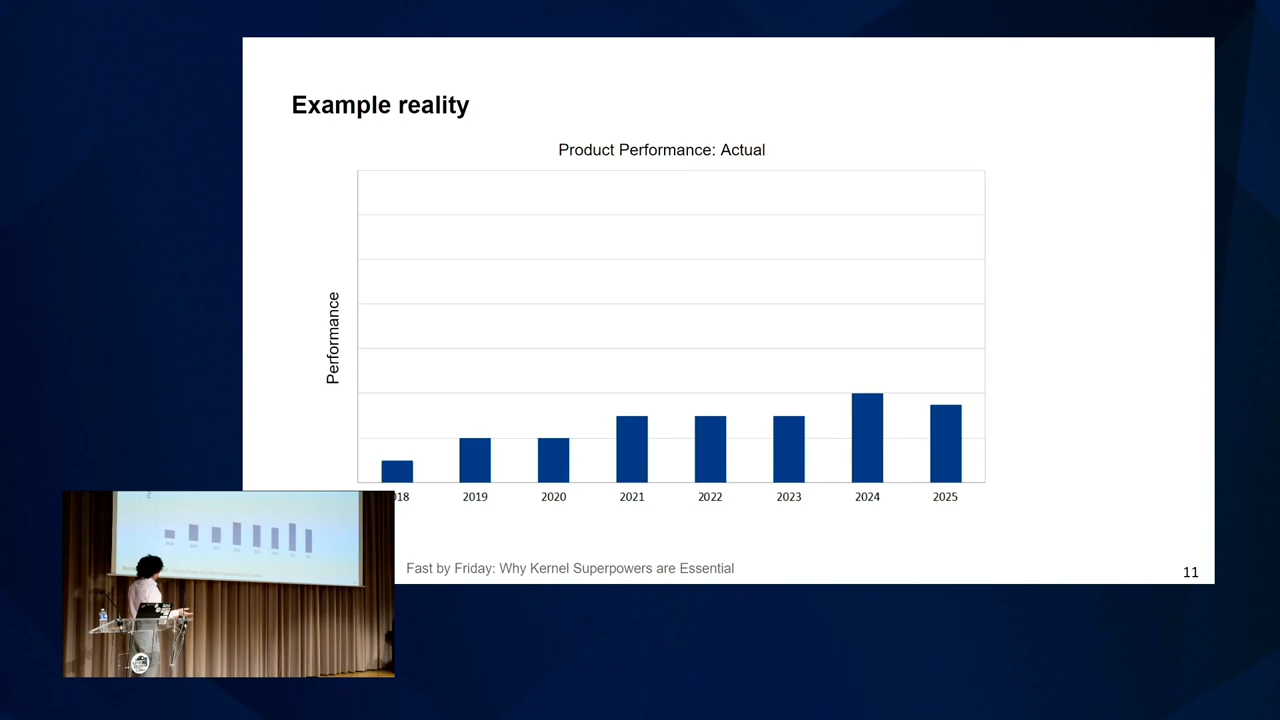 Example reality
Product Performance: Actual
Performance
18
2019
2020
2021
2022
2023
2024
2025
Fast by Friday: Why Kernel Superpowers are Essential
11